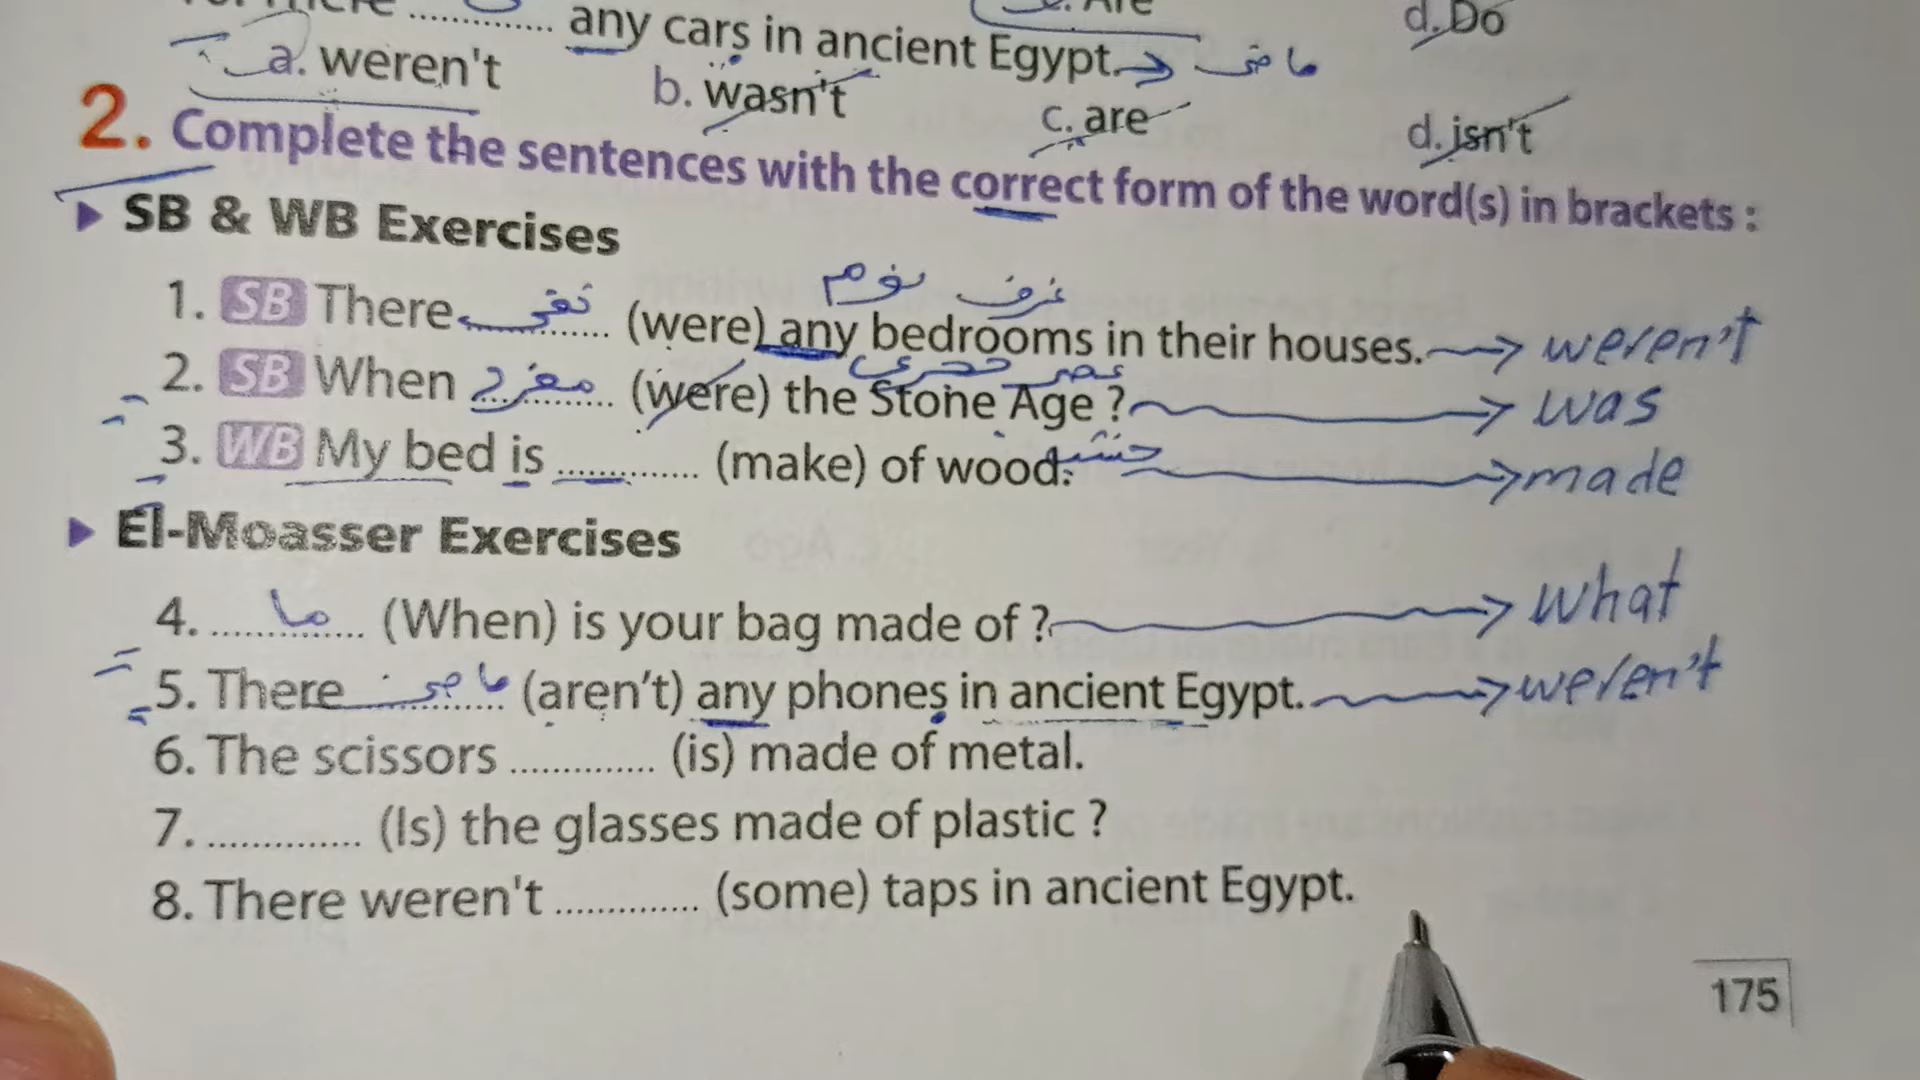 There ............. any cars in ancient Egypt. ماضى
c. Are d. Do
a. weren't b. wasn't c. are d. isn't
2. Complete the sentences with the correct form of the word(s) in brackets :
SB & WB Exercises
غرف نوم
1. SB There نفى ............. (were) any bedrooms in their houses. → weren't
عصر حجرى
2. SB When مفرد ............. (were) the Stone Age ? → was
3. WB My bed is ............. (make) of wood. خشب → made
El-Moasser Exercises
4. ............. ما (When) is your bag made of ? → what
5. There ............. ماضى (aren't) any phones in ancient Egypt. → weren't
6. The scissors ............. (is) made of metal.
7. ............. (Is) the glasses made of plastic ?
8. There weren't ............. (some) taps in ancient Egypt.
175